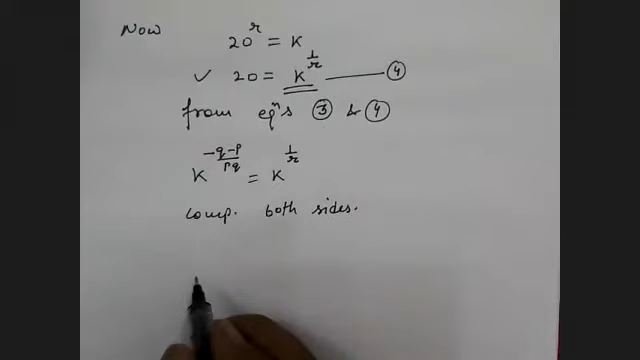 Now
20^r = K
✓ 20 = K^(1/r) ——— ④
from eqⁿs ③ & ④
K^((-q-p)/(pq)) = K^(1/r)
comp. both sides.